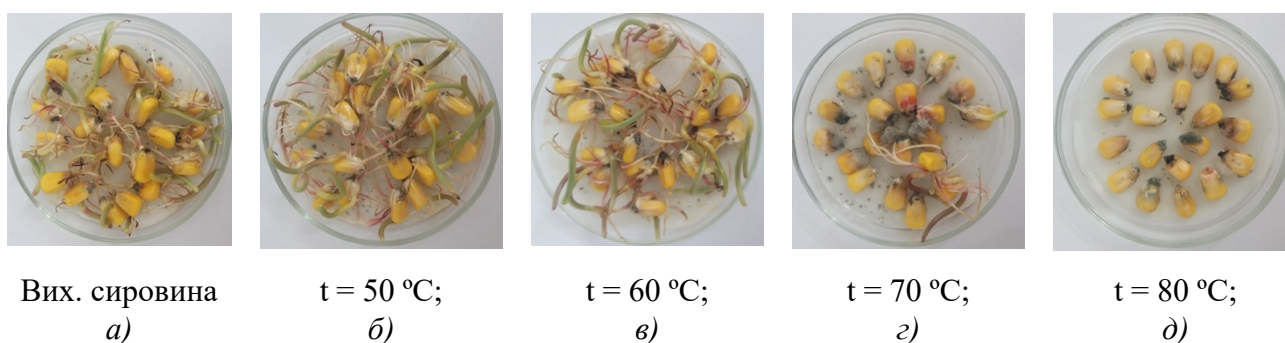 Вих. сировина
а)
t = 50 ºC;
б)
t = 60 ºC;
в)
t = 70 ºC;
г)
t = 80 ºC;
д)